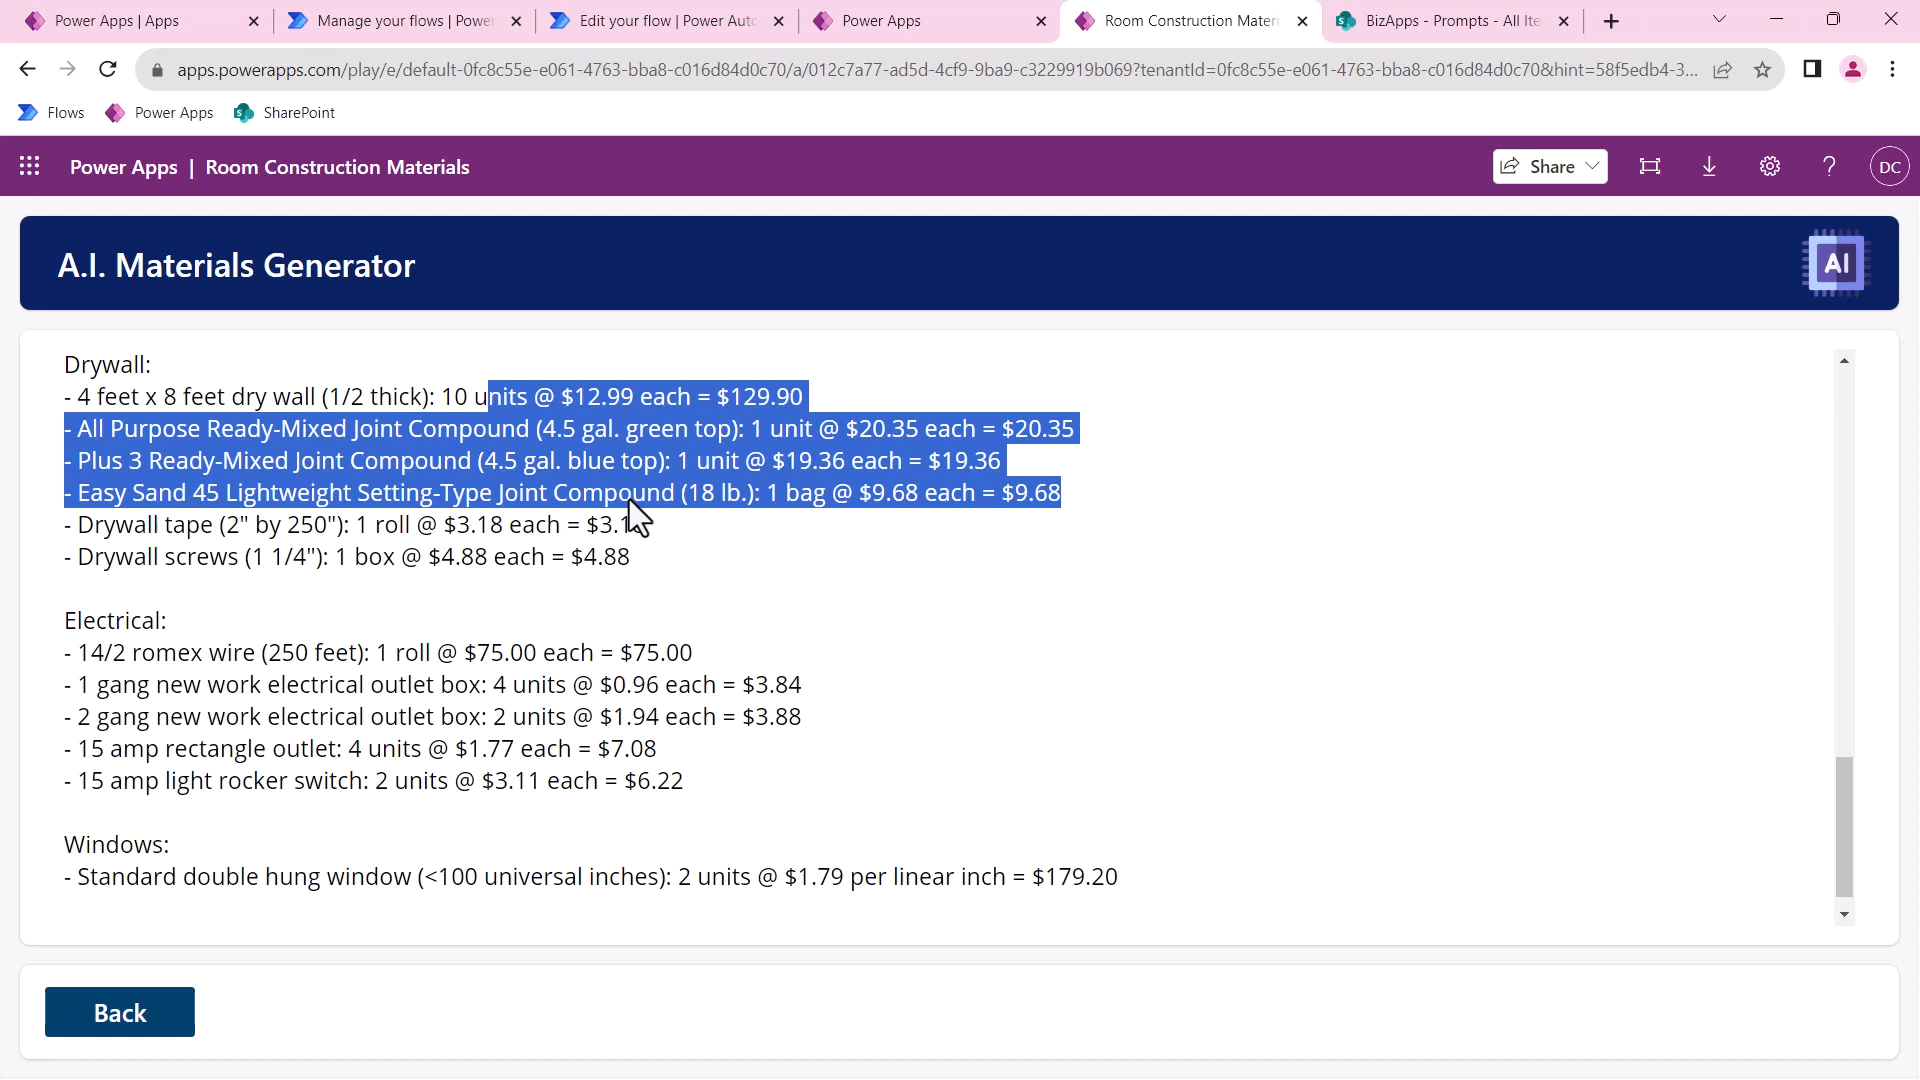 Power Apps | Apps
Manage your flows | Power
Edit your flow | Power Auto
Power Apps
Room Construction Materi
BizApps - Prompts - All Ite
apps.powerapps.com/play/e/default-0fc8c55e-e061-4763-bba8-c016d84d0c70/a/012c7a77-ad5d-4cf9-9ba9-c3229919b069?tenantId=0fc8c55e-e061-4763-bba8-c016d84d0c70&hint=58f5edb4-3...
Flows
Power Apps
SharePoint
Power Apps | Room Construction Materials
Share
?
DC
A.I. Materials Generator
AI
Drywall:
- 4 feet x 8 feet dry wall (1/2 thick): 10 units @ $12.99 each = $129.90
- All Purpose Ready-Mixed Joint Compound (4.5 gal. green top): 1 unit @ $20.35 each = $20.35
- Plus 3 Ready-Mixed Joint Compound (4.5 gal. blue top): 1 unit @ $19.36 each = $19.36
- Easy Sand 45 Lightweight Setting-Type Joint Compound (18 lb.): 1 bag @ $9.68 each = $9.68
- Drywall tape (2" by 250"): 1 roll @ $3.18 each =
- Drywall screws (1 1/4"): 1 box @ $4.88 each = $4.88
Electrical:
- 14/2 romex wire (250 feet): 1 roll @ $75.00 each = $75.00
- 1 gang new work electrical outlet box: 4 units @ $0.96 each = $3.84
- 2 gang new work electrical outlet box: 2 units @ $1.94 each = $3.88
- 15 amp rectangle outlet: 4 units @ $1.77 each = $7.08
- 15 amp light rocker switch: 2 units @ $3.11 each = $6.22
Windows:
- Standard double hung window (<100 universal inches): 2 units @ $1.79 per linear inch = $179.20
Back